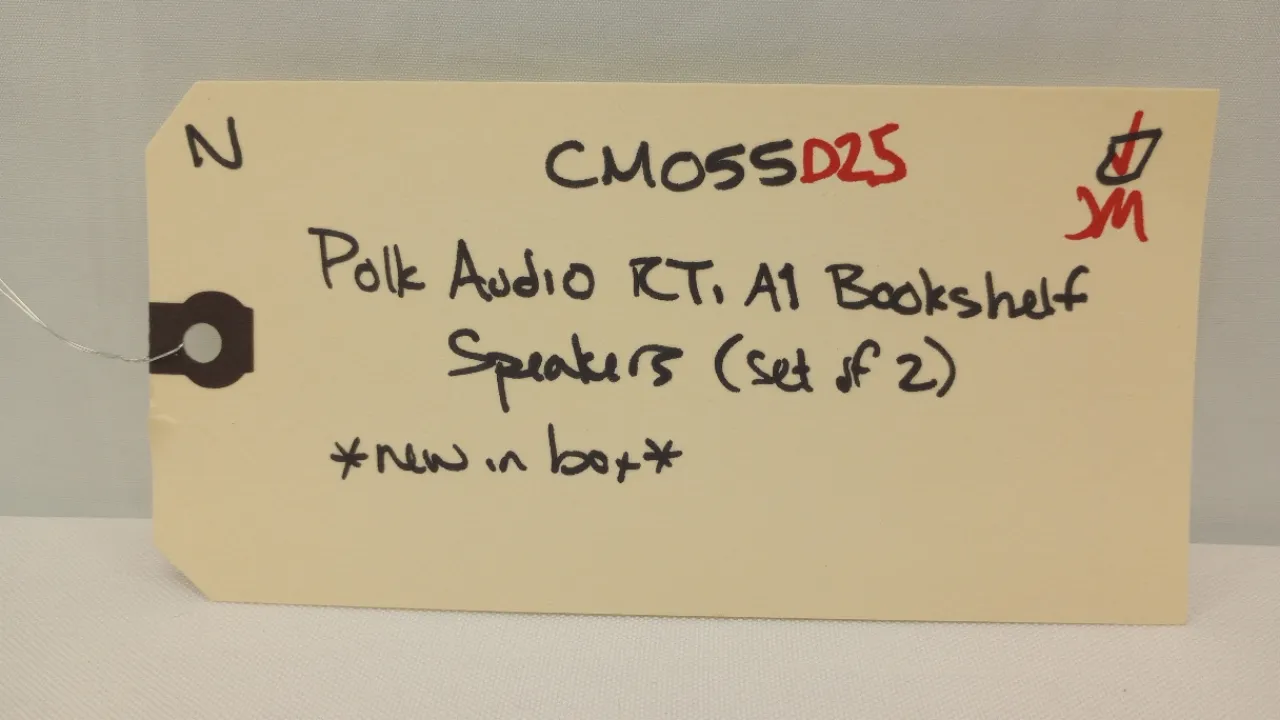 N CM055D25
JM
Polk Audio RTi A1 Bookshelf
Speakers (set of 2)
*new in box*